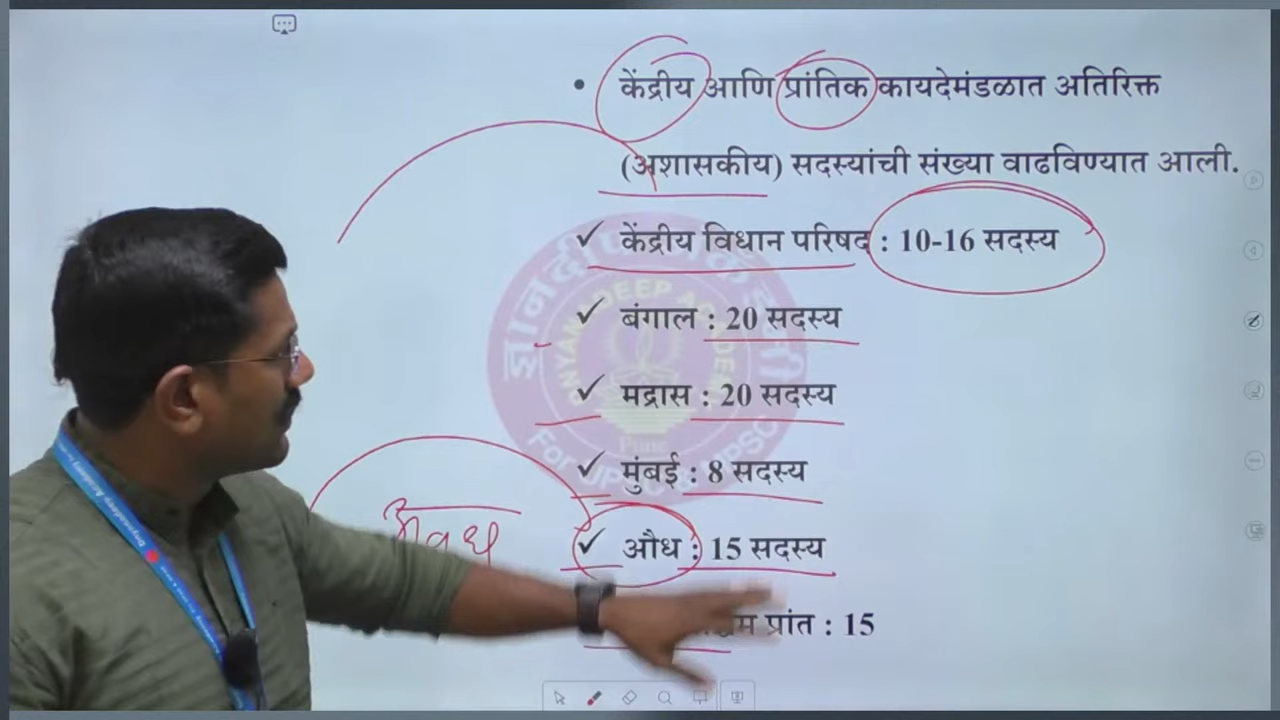 • केंद्रीय आणि प्रांतिक कायदेमंडळात अतिरिक्त
(अशासकीय) सदस्यांची संख्या वाढविण्यात आली.
✓ केंद्रीय विधान परिषद : 10-16 सदस्य
✓ बंगाल : 20 सदस्य
✓ मद्रास : 20 सदस्य
✓ मुंबई : 8 सदस्य
अवध
✓ औध : 15 सदस्य
प्रांत : 15